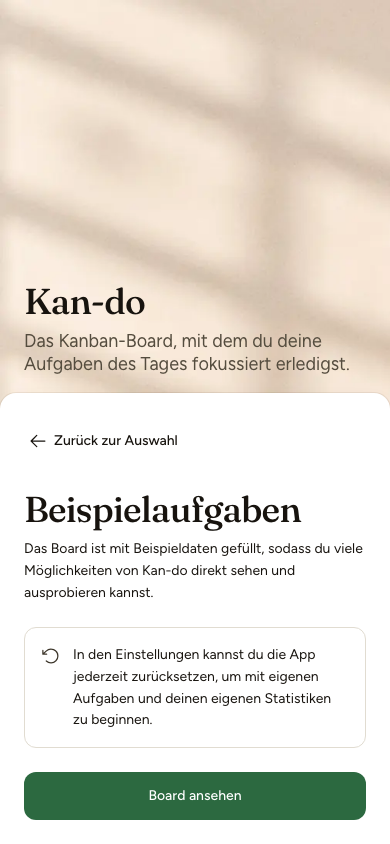 Kan-do
Das Kanban-Board, mit dem du deine
Aufgaben des Tages fokussiert erledigst.
Zurück zur Auswahl
Beispielaufgaben
Das Board ist mit Beispieldaten gefüllt, sodass du viele
Möglichkeiten von Kan-do direkt sehen und
ausprobieren kannst.
In den Einstellungen kannst du die App
jederzeit zurücksetzen, um mit eigenen
Aufgaben und deinen eigenen Statistiken
zu beginnen.
Board ansehen